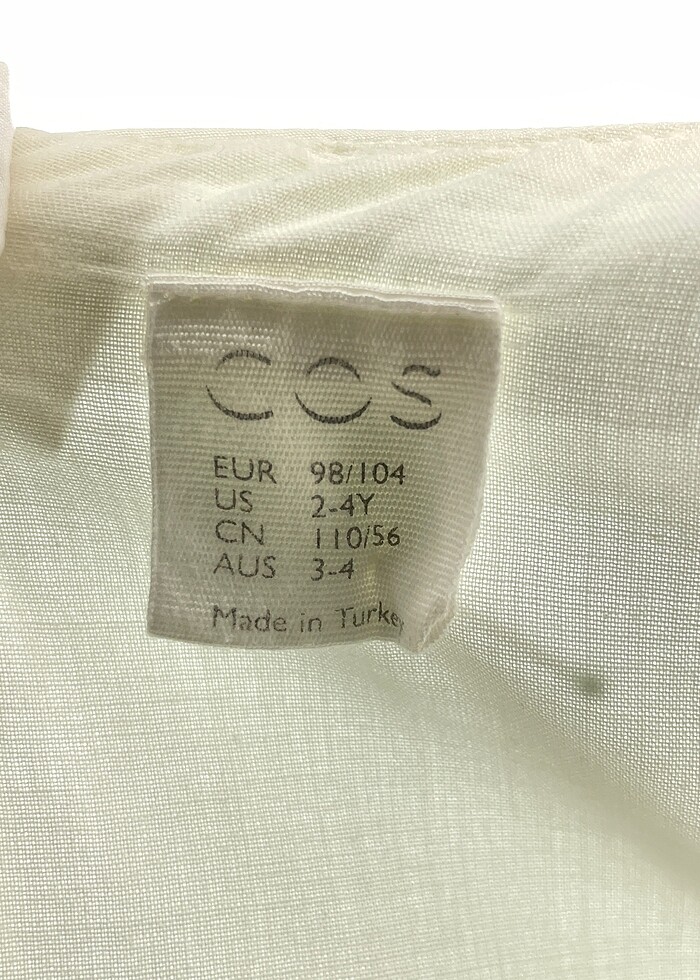 COS
EUR 98/104
US 2-4Y
CN 110/56
AUS 3-4
Made in Turkey